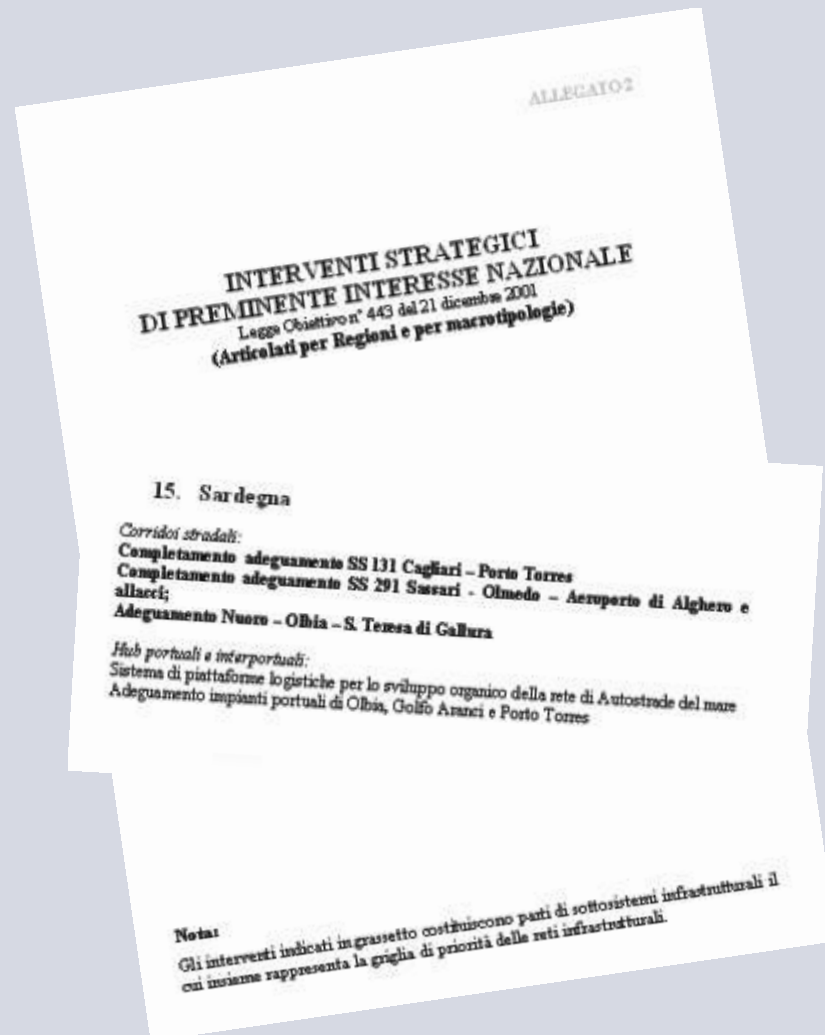 ALLEGATO 2
INTERVENTI STRATEGICI
DI PREMINENTE INTERESSE NAZIONALE
Legge Obiettivo n° 443 del 21 dicembre 2001
(Articolati per Regioni e per macrotipologie)
15. Sardegna
Corridoi stradali:
Completamento adeguamento SS 131 Cagliari – Porto Torres
Completamento adeguamento SS 291 Sassari - Olmedo – Aeroporto di Alghero e
allacci;
Adeguamento Nuoro – Olbia – S. Teresa di Gallura
Hub portuali e interportuali:
Sistema di piattaforme logistiche per lo sviluppo organico della rete di Autostrade del mare
Adeguamento impianti portuali di Olbia, Golfo Aranci e Porto Torres
Nota:
Gli interventi indicati in grassetto costituiscono parti di sottosistemi infrastrutturali il
cui insieme rappresenta la griglia di priorità delle reti infrastrutturali.